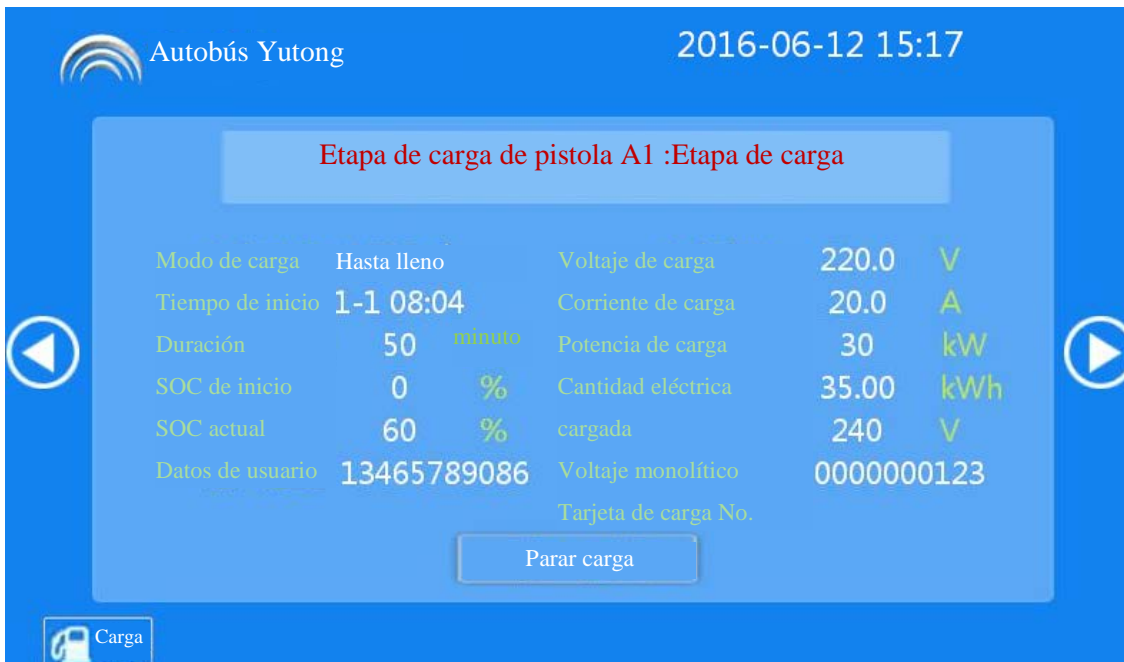 Autobús Yutong
2016-06-12 15:17
Etapa de carga de pistola A1 :Etapa de carga
Modo de carga Hasta lleno Voltaje de carga 220.0 V
Tiempo de inicio 1-1 08:04 Corriente de carga 20.0 A
Duración 50 minuto Potencia de carga 30 kW
SOC de inicio 0 % Cantidad eléctrica 35.00 kWh
SOC actual 60 % cargada 240 V
Datos de usuario 13465789086 Voltaje monolítico 0000000123
Tarjeta de carga No.
Parar carga
Carga